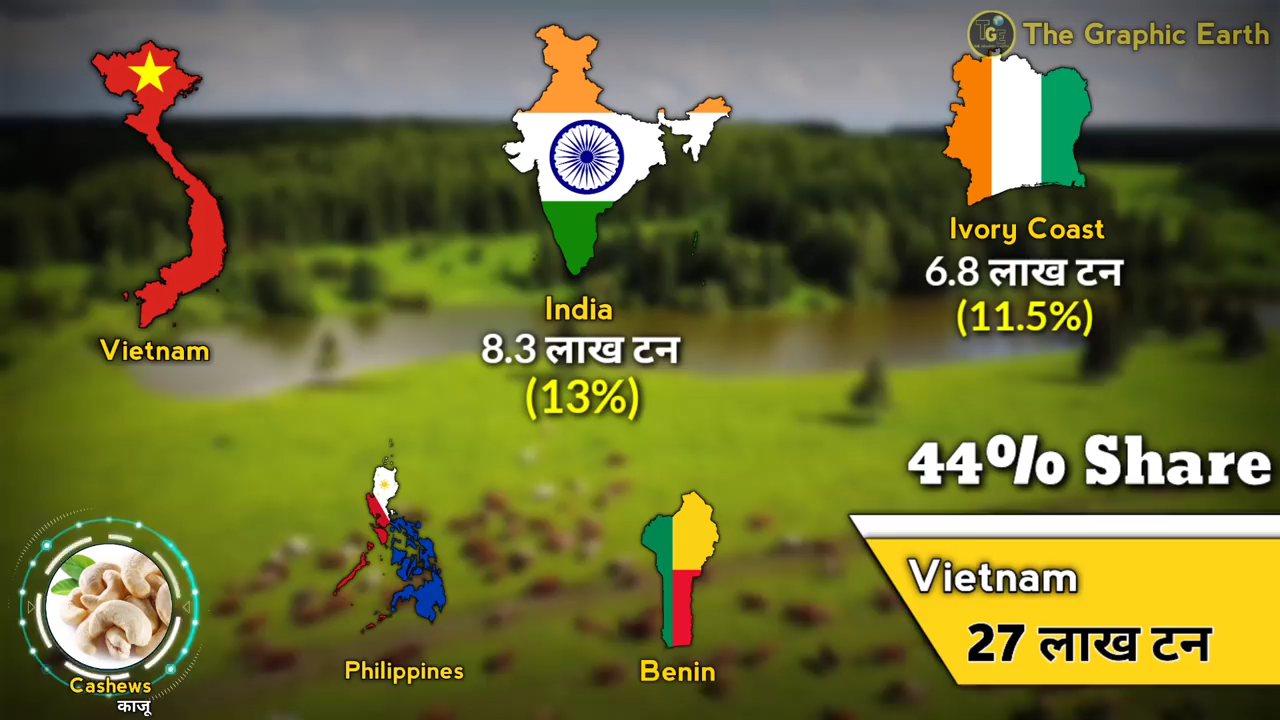 TGE
The Graphic Earth
Vietnam
India
8.3 लाख टन
(13%)
Ivory Coast
6.8 लाख टन
(11.5%)
44% Share
Vietnam
27 लाख टन
Philippines
Benin
Cashews
काजू